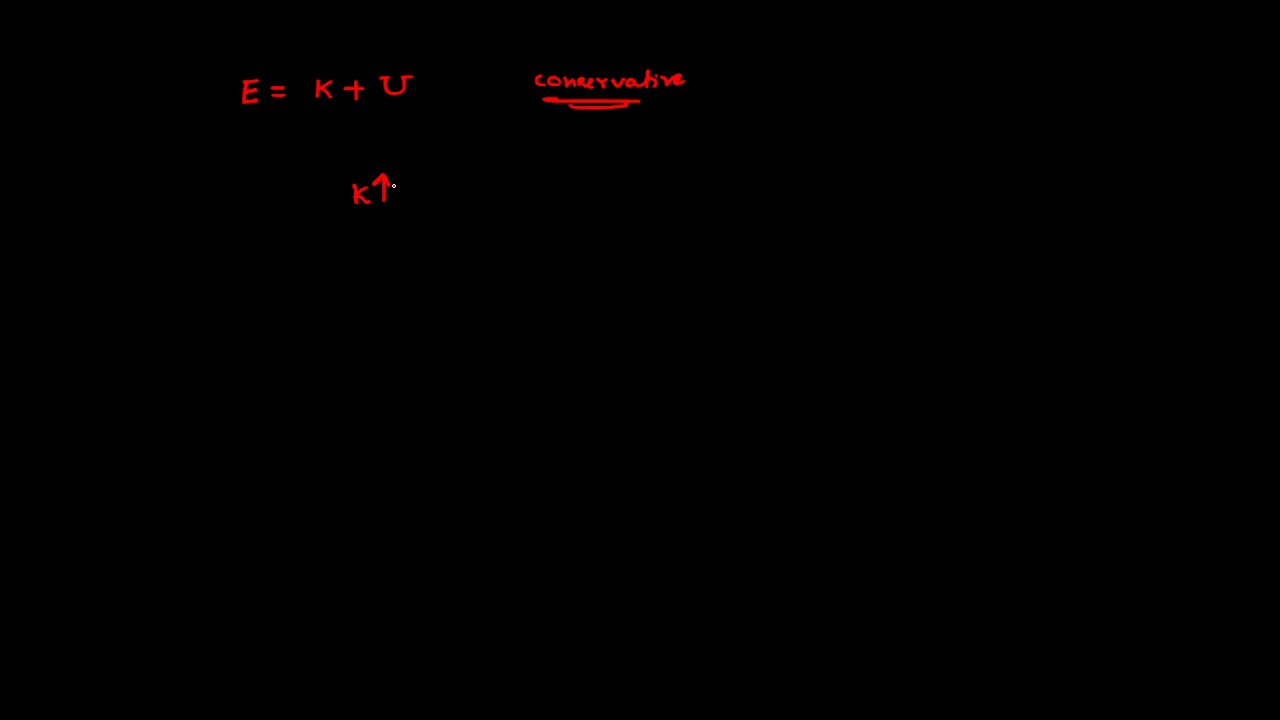 E = K + U conservative
K↑